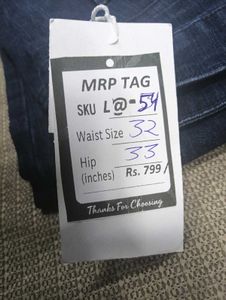 MRP TAG
SKU L@-54
Waist Size 32
Hip 33
(inches) Rs. 799/
Thanks For Choosing